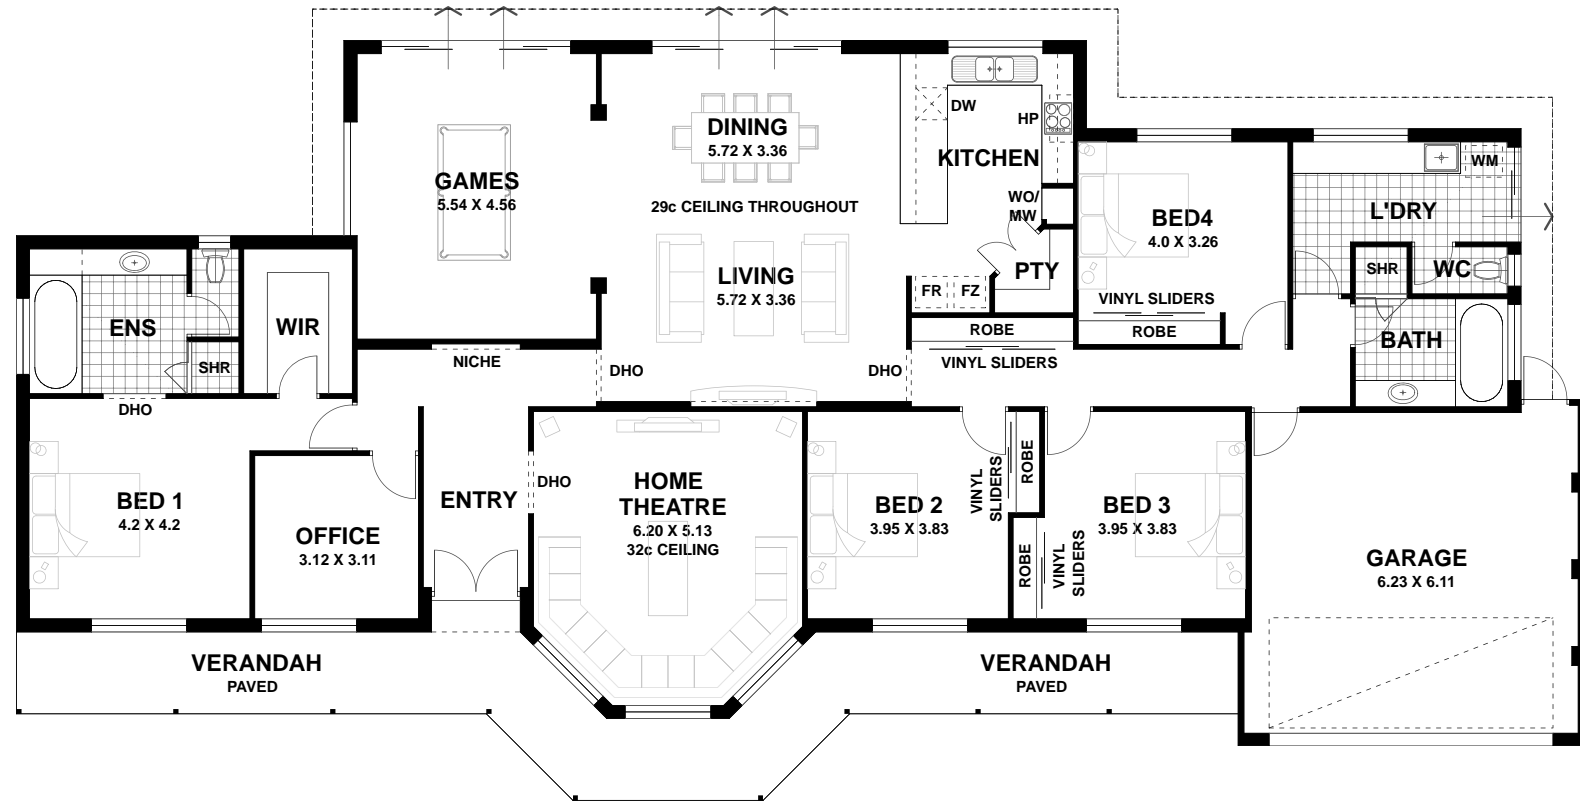 GAMES
5.54 X 4.56
DINING
5.72 X 3.36
29c CEILING THROUGHOUT
LIVING
5.72 X 3.36
DW
HP
KITCHEN
WO/
MW
PTY
FR
FZ
ROBE
VINYL SLIDERS
BED4
4.0 X 3.26
VINYL SLIDERS
ROBE
WM
L'DRY
SHR
WC
BATH
ENS
SHR
WIR
DHO
NICHE
DHO
DHO
BED 1
4.2 X 4.2
OFFICE
3.12 X 3.11
ENTRY
DHO
HOME
THEATRE
6.20 X 5.13
32c CEILING
BED 2
3.95 X 3.83
VINYL
SLIDERS
ROBE
ROBE
VINYL
SLIDERS
BED 3
3.95 X 3.83
GARAGE
6.23 X 6.11
VERANDAH
PAVED
VERANDAH
PAVED